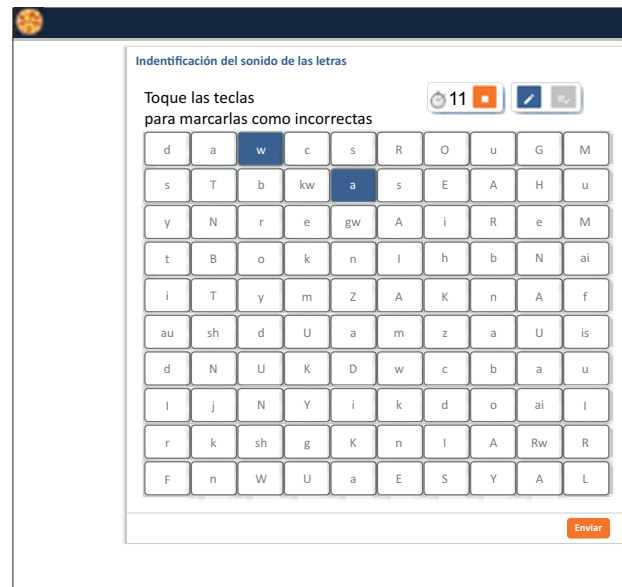 Indentificación del sonido de las letras
Toque las teclas
para marcarlas como incorrectas
11
d a w c s R O u G M
s T b kw a s E A H u
y N r e gw A i R e M
t B o k n l h b N ai
i T y m Z A K n A f
au sh d U a m z a U is
d N U K D w c b a u
I j N Y i k d o ai l
r k sh g K n I A Rw R
F n W U a E S Y A L
Enviar